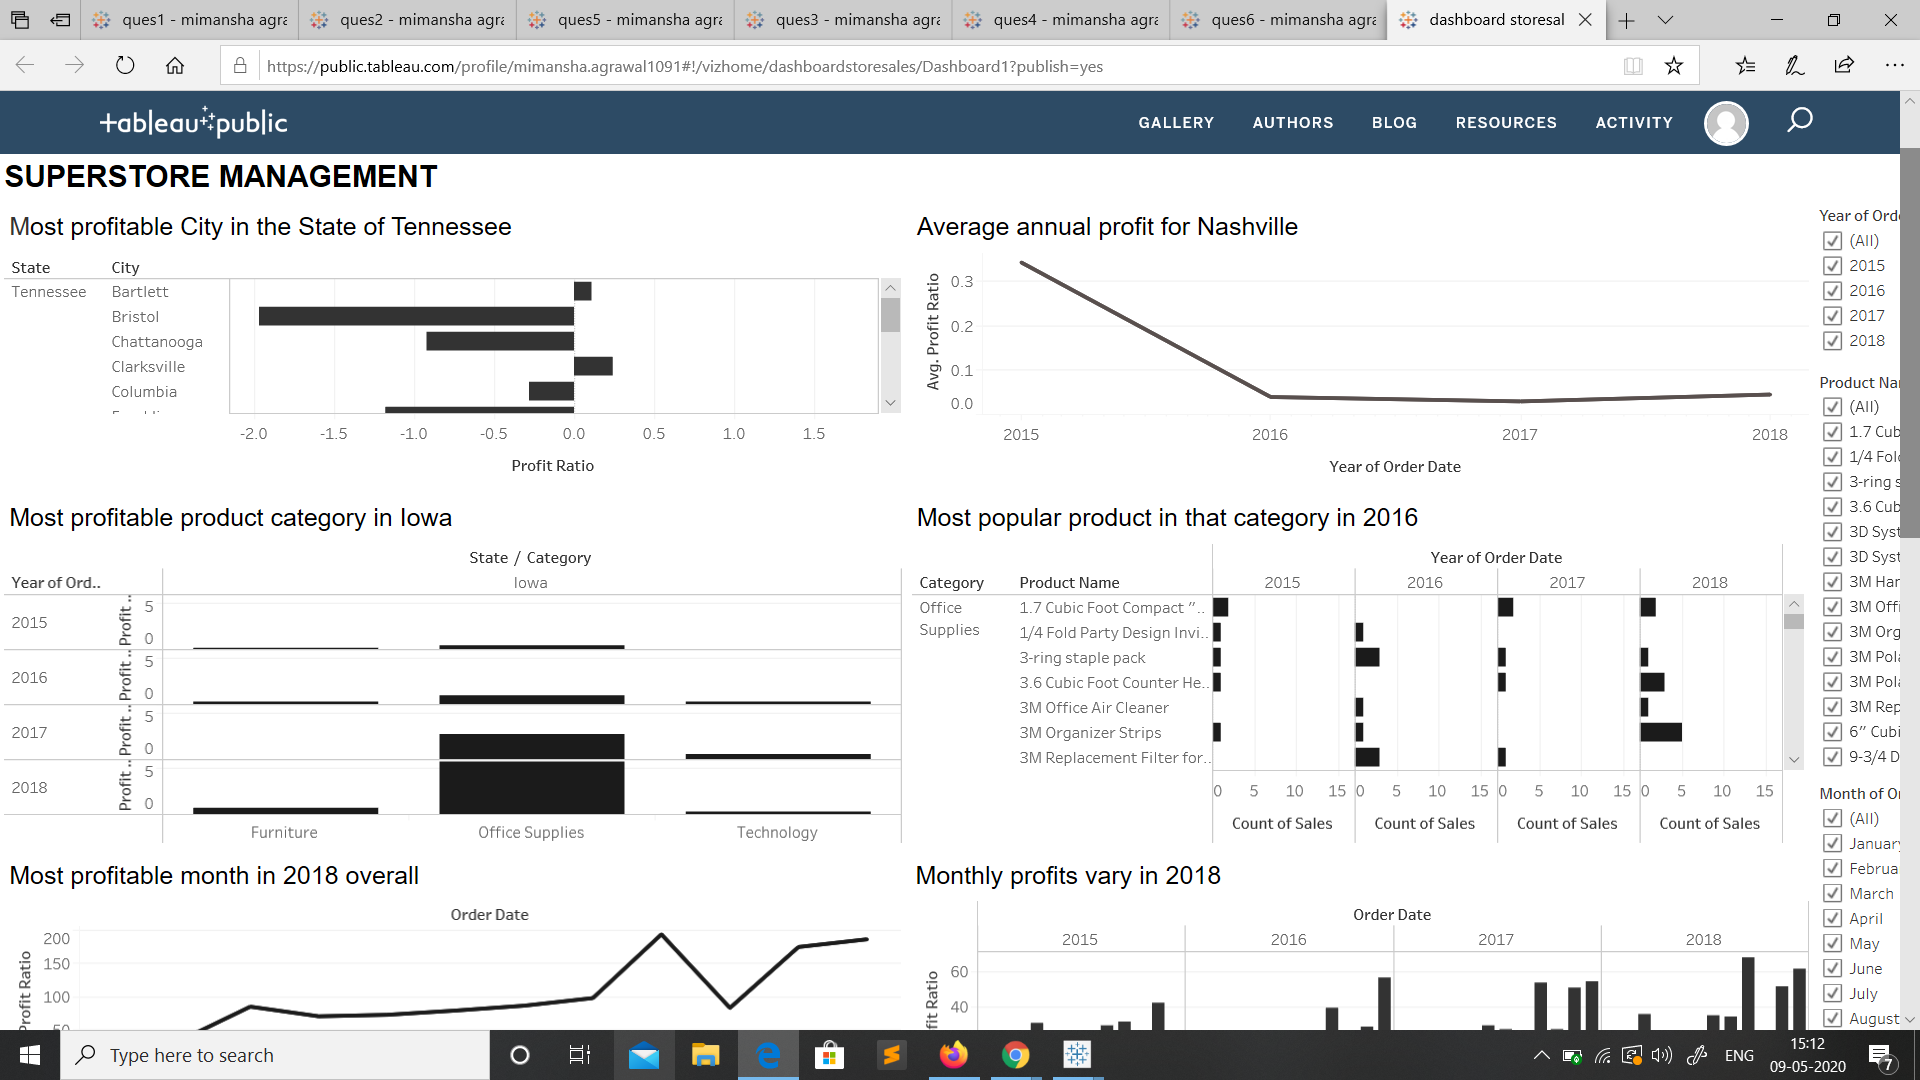 ques1 - mimansha agra
ques2 - mimansha agra
ques5 - mimansha agra
ques3 - mimansha agra
ques4 - mimansha agra
ques6 - mimansha agra
dashboard storesal
https://public.tableau.com/profile/mimansha.agrawal1091#!/vizhome/dashboardstoresales/Dashboard1?publish=yes
tableau public
GALLERY AUTHORS BLOG RESOURCES ACTIVITY
SUPERSTORE MANAGEMENT
Most profitable City in the State of Tennessee
State City
Tennessee Bartlett
Bristol
Chattanooga
Clarksville
Columbia
-2.0 -1.5 -1.0 -0.5 0.0 0.5 1.0 1.5
Profit Ratio
Average annual profit for Nashville
Avg. Profit Ratio
0.3
0.2
0.1
0.0
2015 2016 2017 2018
Year of Order Date
Most profitable product category in Iowa
State / Category
Year of Ord.. Iowa
2015 Profit .. 5 0
2016 Profit .. 5 0
2017 Profit .. 5 0
2018 Profit .. 5 0
Furniture Office Supplies Technology
Most popular product in that category in 2016
Year of Order Date
Category Product Name 2015 2016 2017 2018
Office Supplies
1.7 Cubic Foot Compact "..
1/4 Fold Party Design Invi..
3-ring staple pack
3.6 Cubic Foot Counter He..
3M Office Air Cleaner
3M Organizer Strips
3M Replacement Filter for..
0 5 10 15 0 5 10 15 0 5 10 15 0 5 10 15
Count of Sales Count of Sales Count of Sales Count of Sales
Most profitable month in 2018 overall
Order Date
Profit Ratio
200
150
100
50
Monthly profits vary in 2018
Order Date
2015 2016 2017 2018
fit Ratio
60
40
Year of Orde
(All)
2015
2016
2017
2018
Product Nar
(All)
1.7 Cub
1/4 Fold
3-ring s
3.6 Cub
3D Syst
3D Syst
3M Har
3M Offi
3M Org
3M Pola
3M Pola
3M Rep
6" Cubi
9-3/4 D
Month of Or
(All)
January
Februa
March
April
May
June
July
August
Type here to search
ENG
15:12
09-05-2020
7